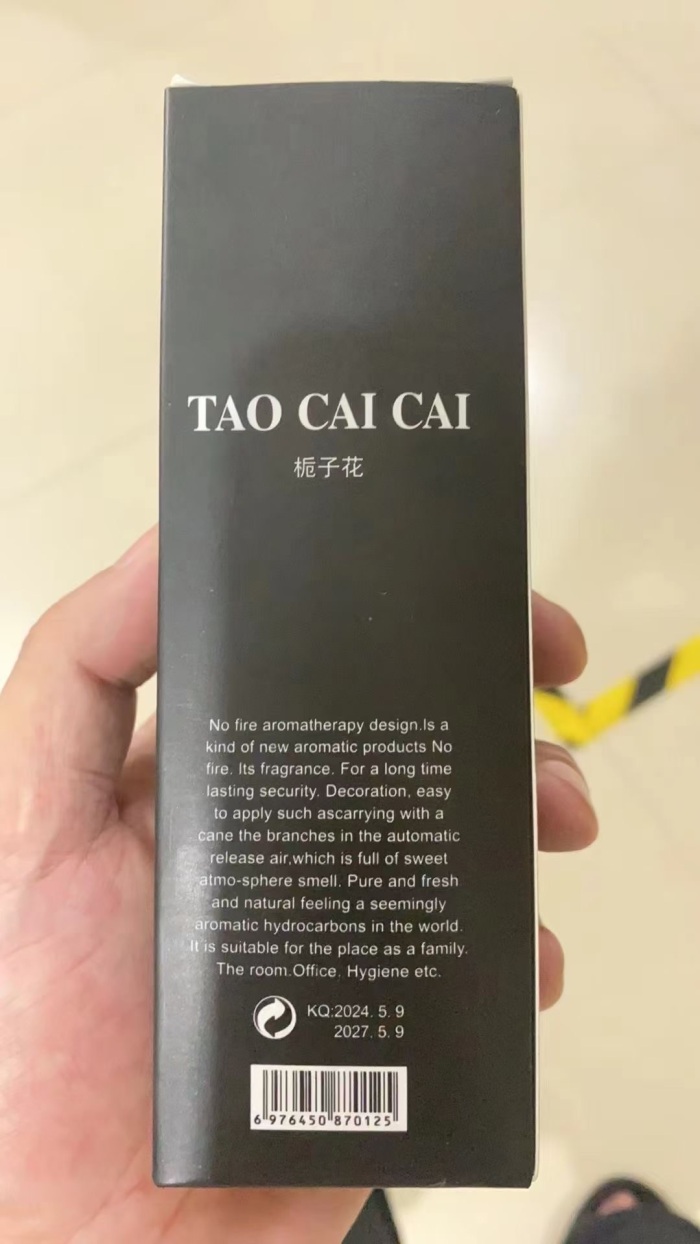 TAO CAI CAI
栀子花
No fire aromatherapy design.Is a
kind of new aromatic products No
fire. Its fragrance. For a long time
lasting security. Decoration, easy
to apply such ascarrying with a
cane the branches in the automatic
release air,which is full of sweet
atmo-sphere smell. Pure and fresh
and natural feeling a seemingly
aromatic hydrocarbons in the world.
It is suitable for the place as a family.
The room.Office. Hygiene etc.
KQ:2024. 5. 9
2027. 5. 9
6 976450 870125